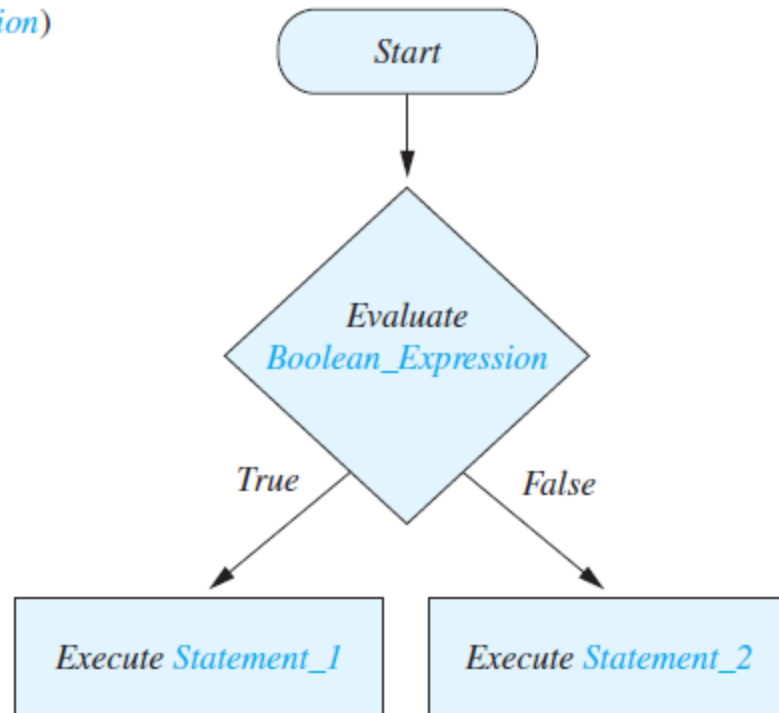 ion)
Start
Evaluate
Boolean_Expression
True
False
Execute Statement_1
Execute Statement_2